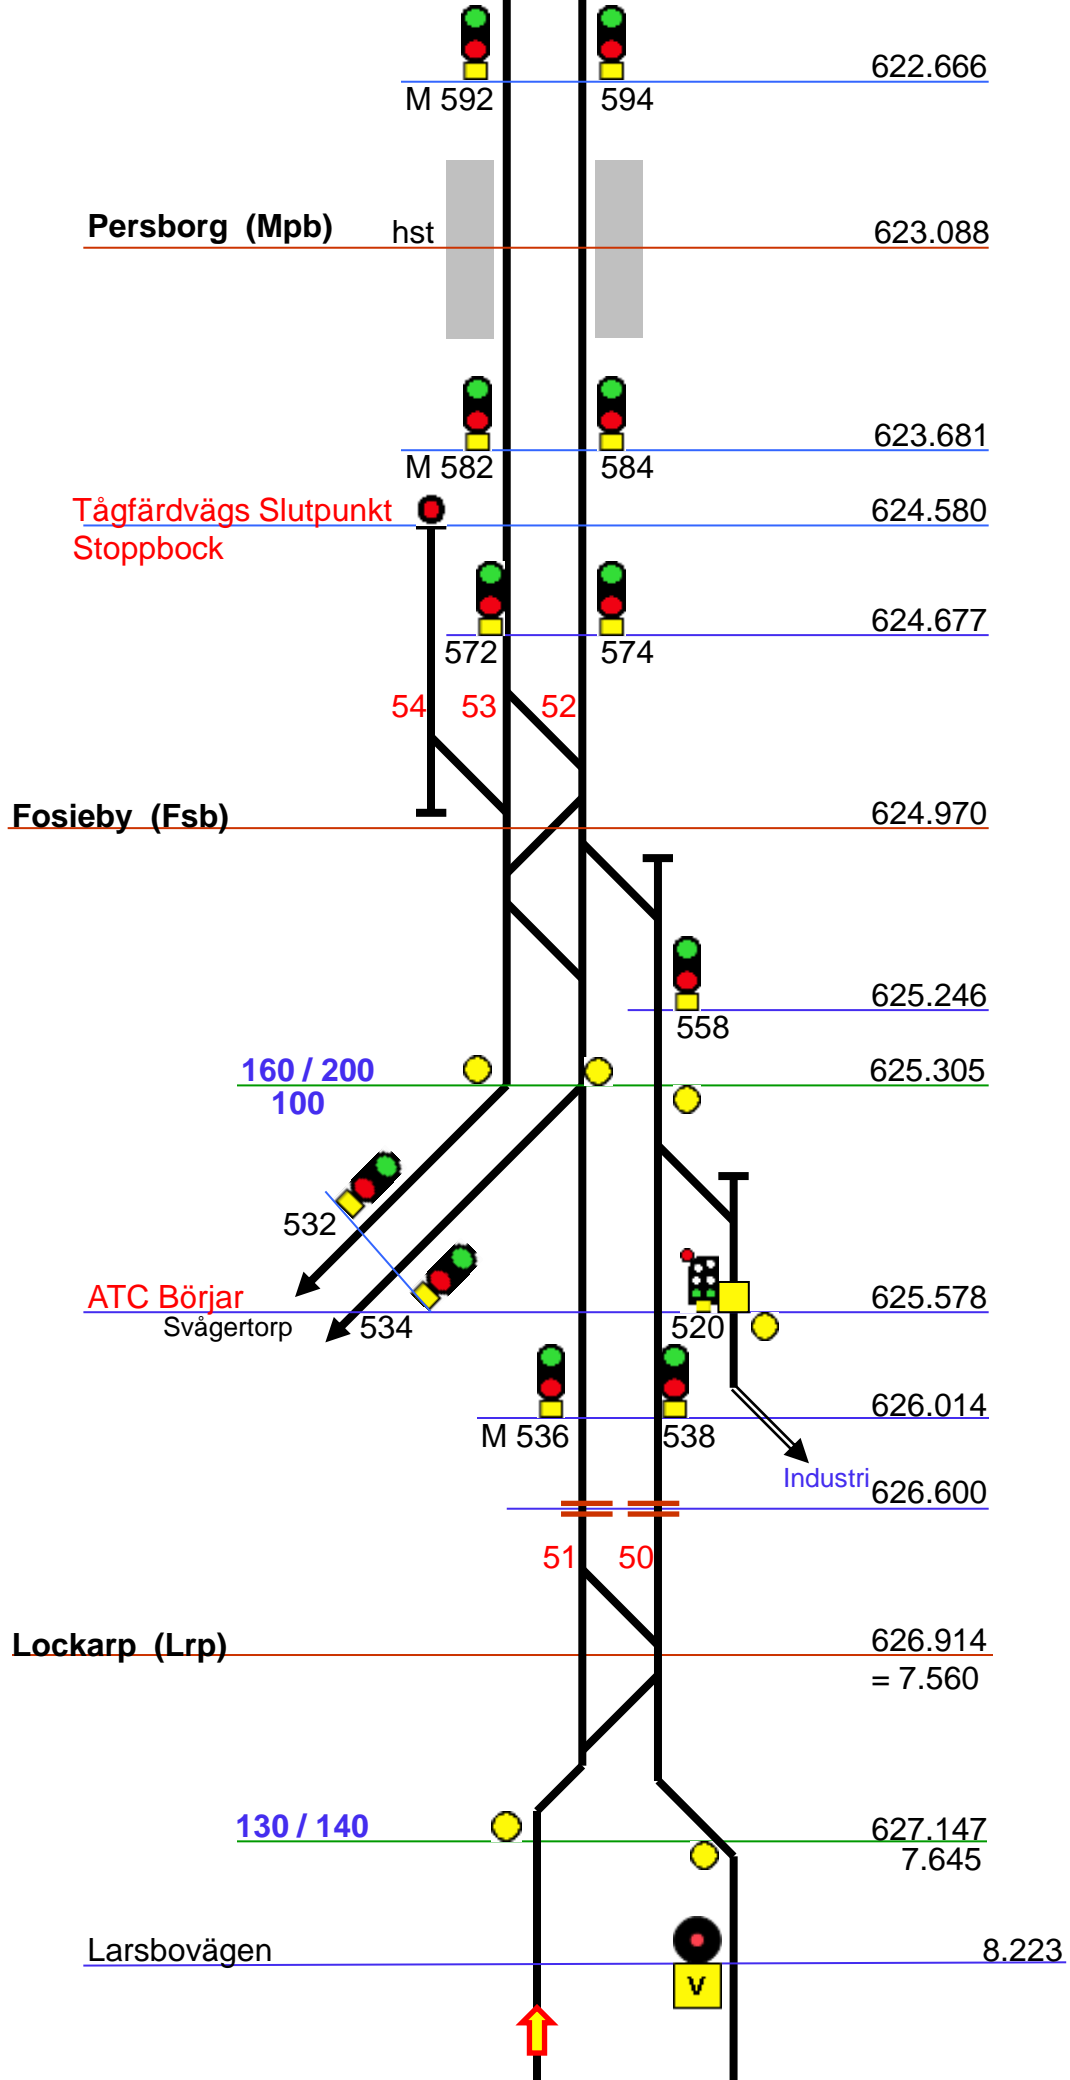 622.666
M 592
594
Persborg (Mpb)
hst
623.088
623.681
M 582
584
Tågfärdvägs Slutpunkt
624.580
Stoppbock
624.677
572
574
54
53
52
Fosieby (Fsb)
624.970
625.246
558
160 / 200
625.305
100
532
ATC Börjar
625.578
Svågertorp
534
520
626.014
M 536
538
Industri
626.600
51
50
Lockarp (Lrp)
626.914
= 7.560
130 / 140
627.147
7.645
Larsbovägen
8.223
V